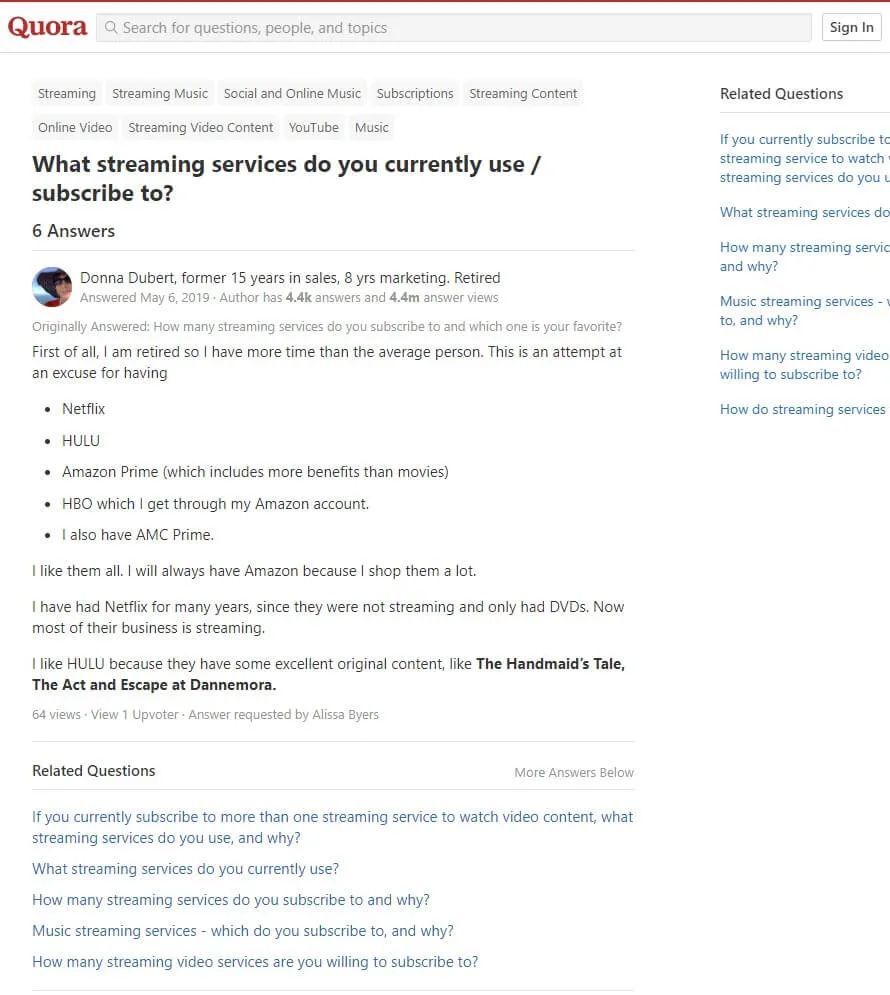 Quora
Search for questions, people, and topics
Sign In
Streaming
Streaming Music
Social and Online Music
Subscriptions
Streaming Content
Online Video
Streaming Video Content
YouTube
Music
What streaming services do you currently use /
subscribe to?
6 Answers
Donna Dubert, former 15 years in sales, 8 yrs marketing. Retired
Answered May 6, 2019 · Author has 4.4k answers and 4.4m answer views
Originally Answered: How many streaming services do you subscribe to and which one is your favorite?
First of all, I am retired so I have more time than the average person. This is an attempt at
an excuse for having
• Netflix
• HULU
• Amazon Prime (which includes more benefits than movies)
• HBO which I get through my Amazon account.
• I also have AMC Prime.
I like them all. I will always have Amazon because I shop them a lot.
I have had Netflix for many years, since they were not streaming and only had DVDs. Now
most of their business is streaming.
I like HULU because they have some excellent original content, like The Handmaid's Tale,
The Act and Escape at Dannemora.
64 views · View 1 Upvoter · Answer requested by Alissa Byers
Related Questions
More Answers Below
If you currently subscribe to more than one streaming service to watch video content, what
streaming services do you use, and why?
What streaming services do you currently use?
How many streaming services do you subscribe to and why?
Music streaming services - which do you subscribe to, and why?
How many streaming video services are you willing to subscribe to?
Related Questions
If you currently subscribe to
streaming service to watch
streaming services do you
What streaming services do
How many streaming
and why?
Music streaming services -
to, and why?
How many streaming video
willing to subscribe to?
How do streaming services